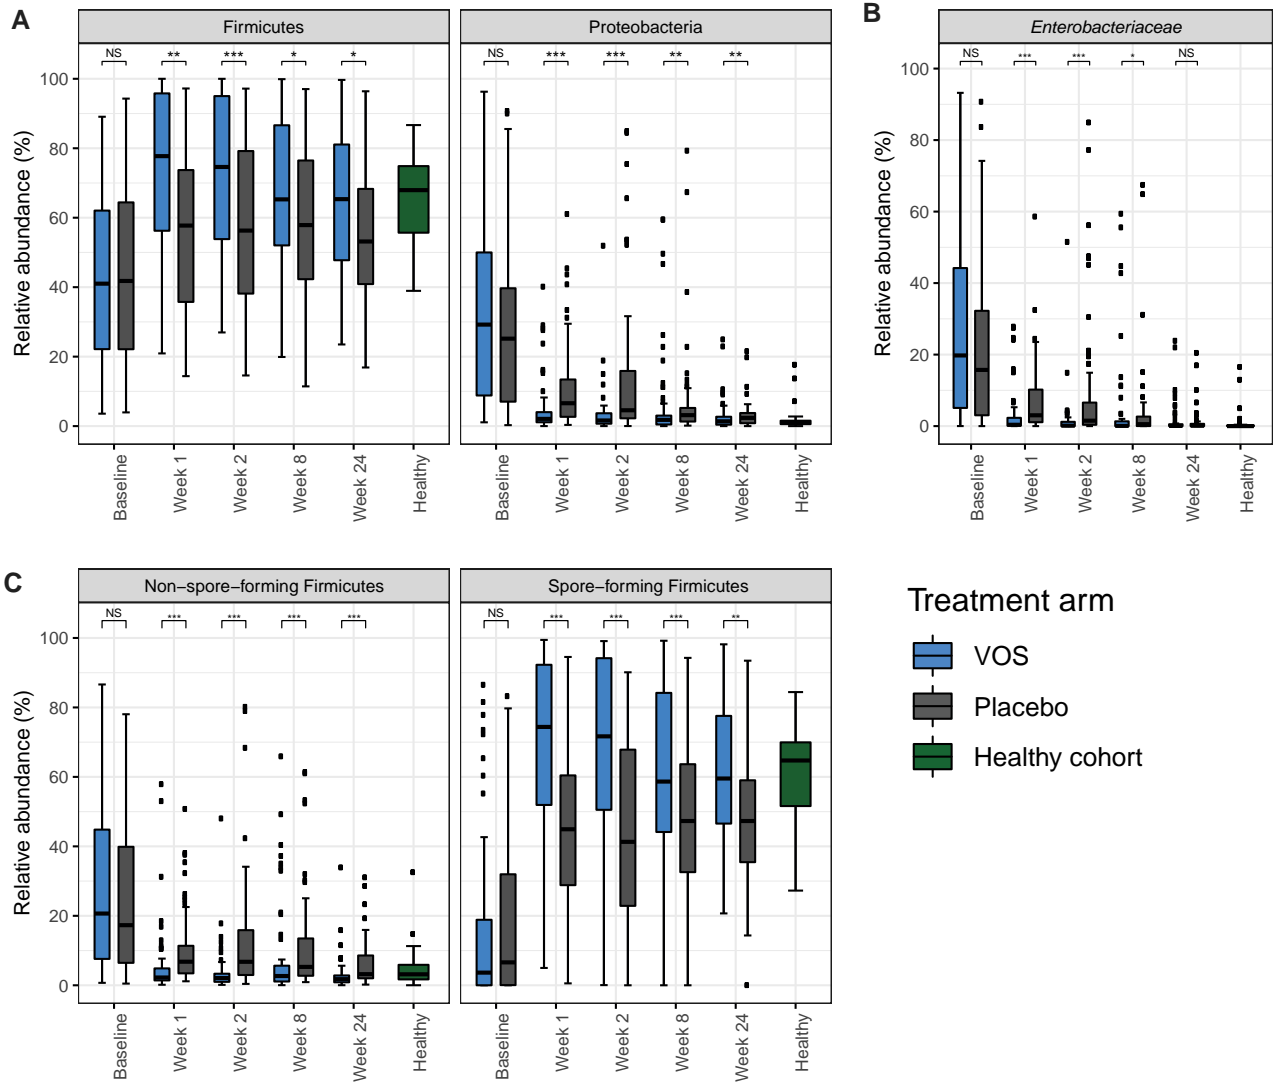 A
Firmicutes
Proteobacteria
NS
**
***
*
*
NS
***
***
**
**
Relative abundance (%)
100
80
60
40
20
0
Baseline
Week 1
Week 2
Week 8
Week 24
Healthy
Baseline
Week 1
Week 2
Week 8
Week 24
Healthy
B
Enterobacteriaceae
NS
***
***
*
NS
Relative abundance (%)
100
80
60
40
20
0
Baseline
Week 1
Week 2
Week 8
Week 24
Healthy
C
Non−spore−forming Firmicutes
Spore−forming Firmicutes
NS
***
***
***
***
NS
***
***
***
**
Relative abundance (%)
100
80
60
40
20
0
Baseline
Week 1
Week 2
Week 8
Week 24
Healthy
Baseline
Week 1
Week 2
Week 8
Week 24
Healthy
Treatment arm
VOS
Placebo
Healthy cohort